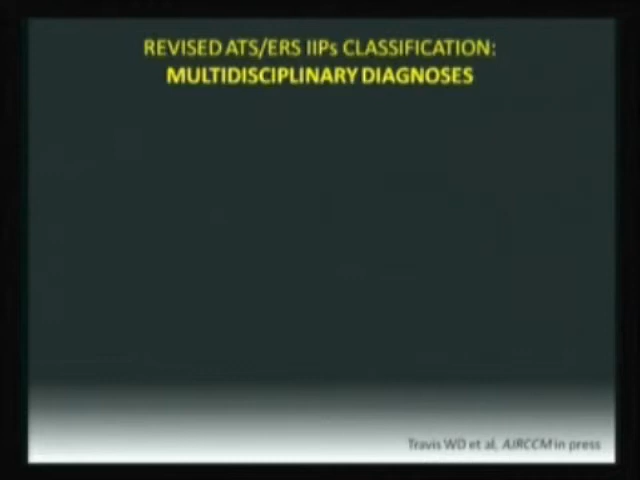 REVISED ATS/ERS IIPs CLASSIFICATION:
MULTIDISCIPLINARY DIAGNOSES
Travis WD et al, AJRCCM in press